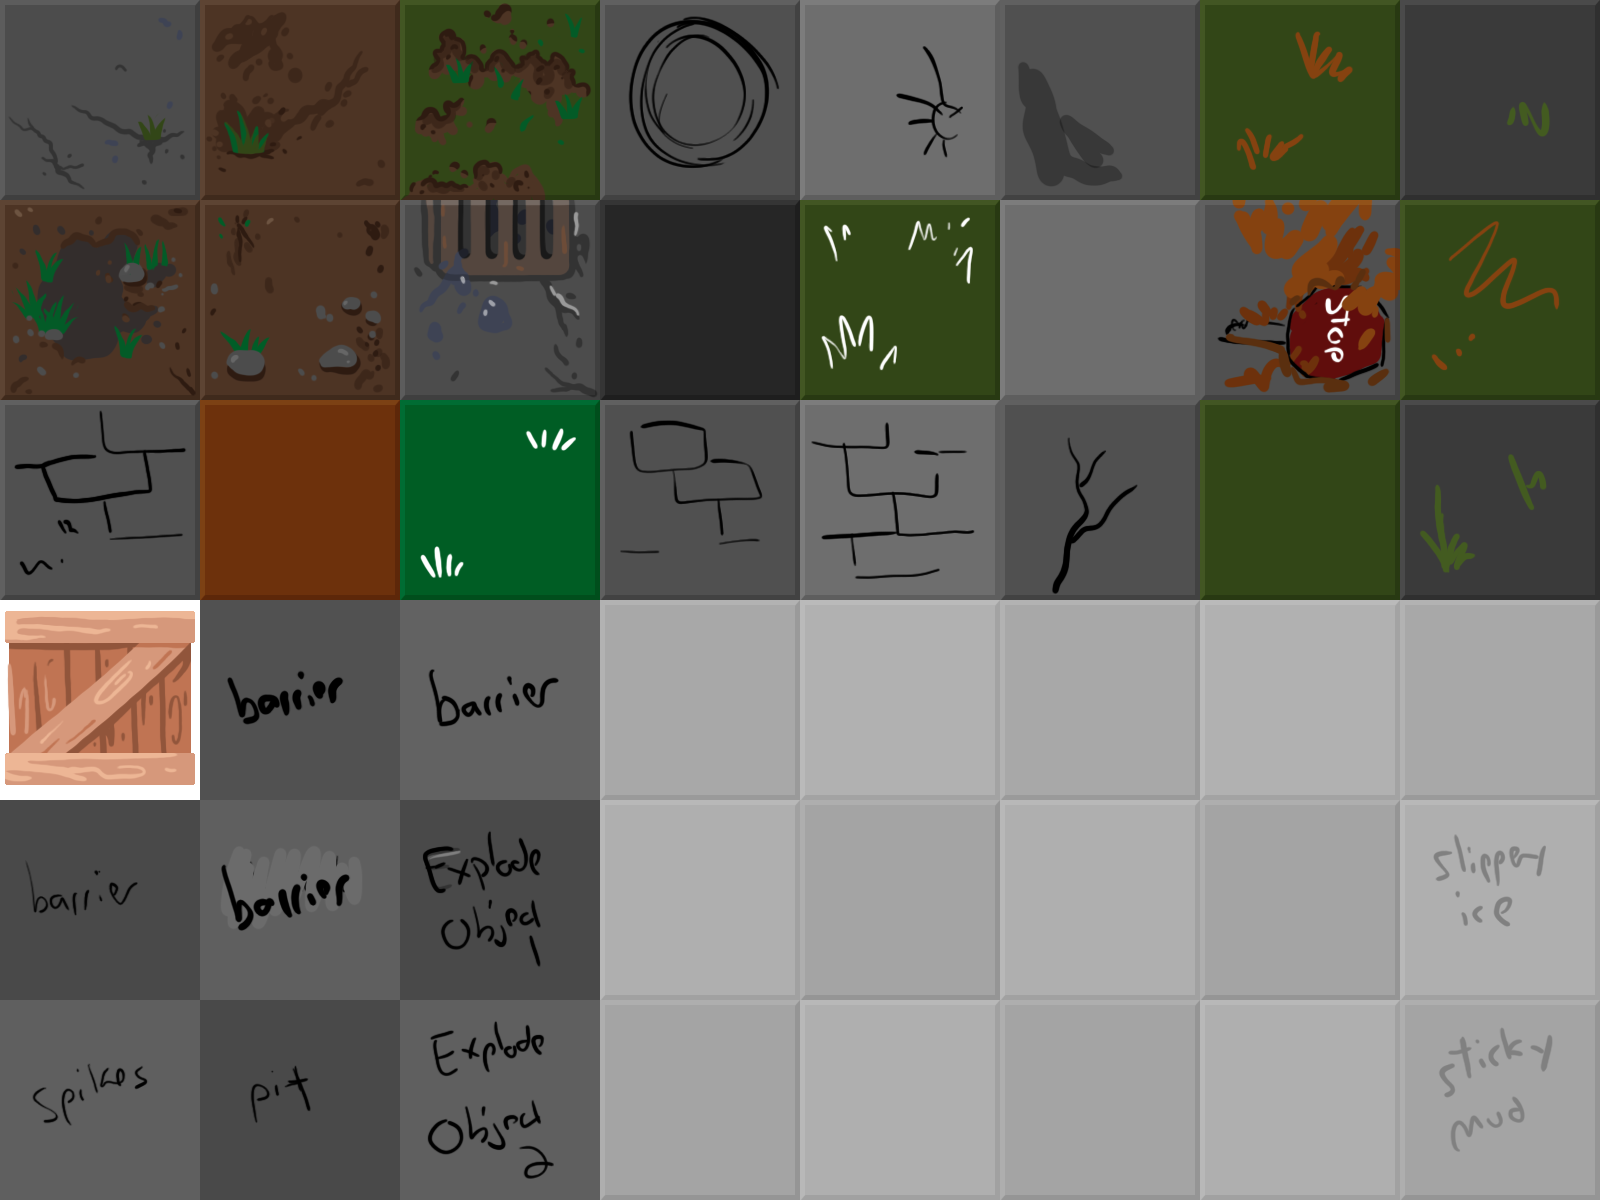 Stop
barrier
barrier
barrier
barrier
Explode
Object
1
slippery
ice
spikes
pit
Explode
Object
2
sticky
mud